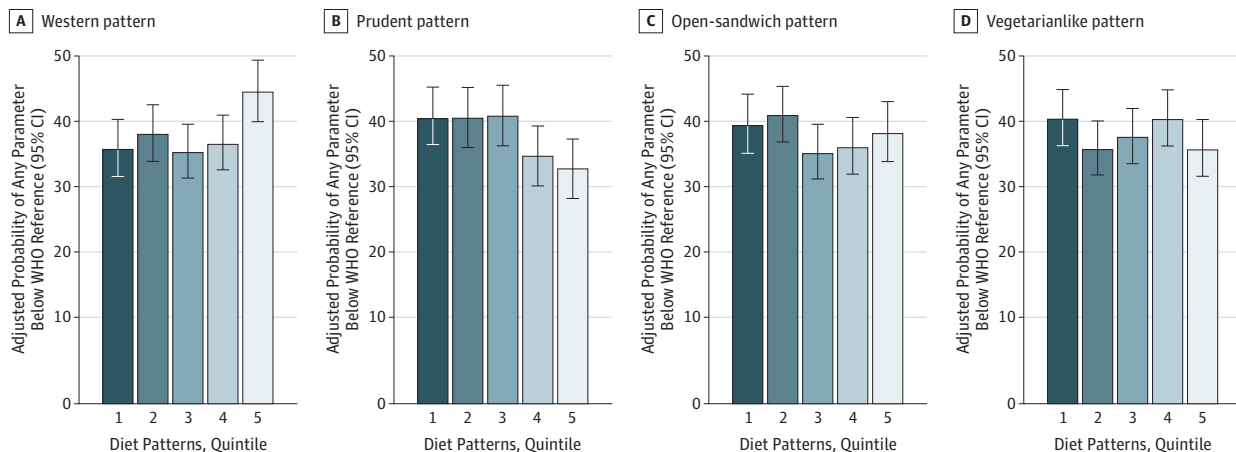 A Western pattern
Adjusted Probability of Any Parameter
Below WHO Reference (95% CI)
50
40
30
20
10
0
1 2 3 4 5
Diet Patterns, Quintile
B Prudent pattern
Adjusted Probability of Any Parameter
Below WHO Reference (95% CI)
50
40
30
20
10
0
1 2 3 4 5
Diet Patterns, Quintile
C Open-sandwich pattern
Adjusted Probability of Any Parameter
Below WHO Reference (95% CI)
50
40
30
20
10
0
1 2 3 4 5
Diet Patterns, Quintile
D Vegetarianlike pattern
Adjusted Probability of Any Parameter
Below WHO Reference (95% CI)
50
40
30
20
10
0
1 2 3 4 5
Diet Patterns, Quintile